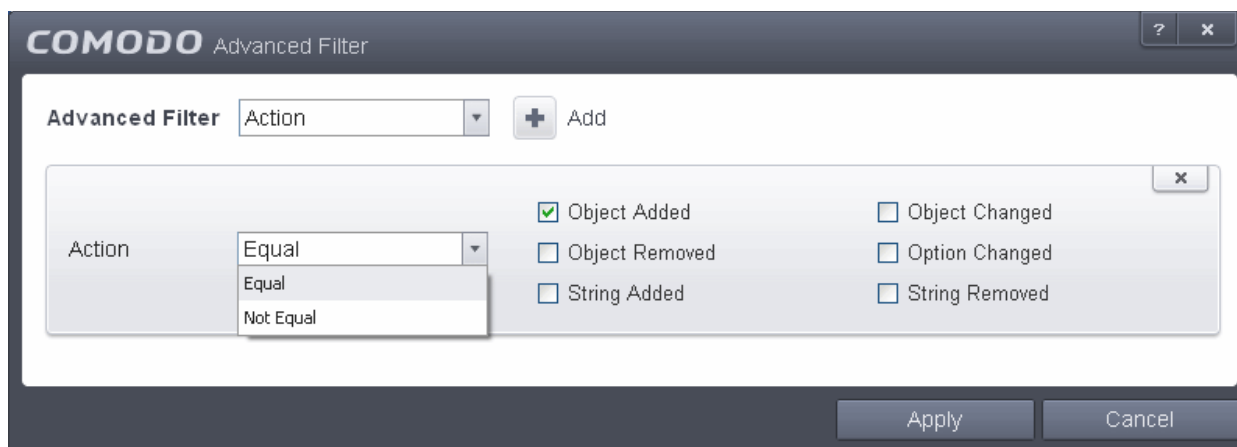 COMODO Advanced Filter ? x
Advanced Filter Action + Add
x
Object Added Object Changed
Action Equal Object Removed Option Changed
Equal String Added String Removed
Not Equal
Apply Cancel